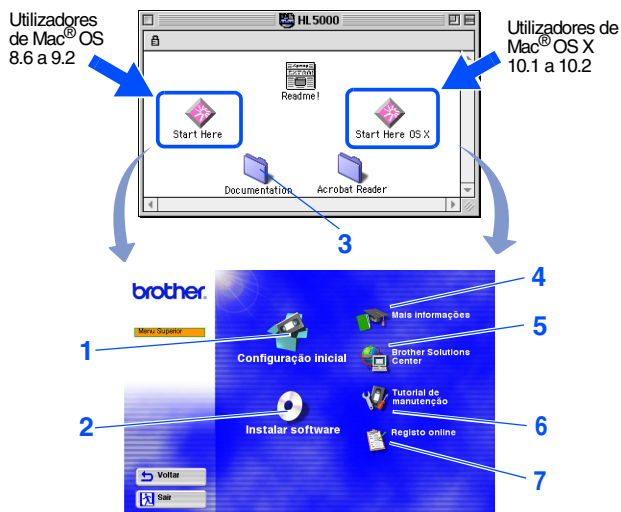 Utilizadores
de Mac® OS
8.6 a 9.2
HL5000
Utilizadores de
Mac® OS X
10.1 a 10.2
Readme!
Start Here
Start Here OS X
Documentation
Acrobat Reader
3
brother.
Menu Superior
1
Configuração inicial
2
Instalar software
4
Mais informações
5
Brother Solutions
Center
Tutorial de
manutenção
6
Registo online
7
Voltar
Sair